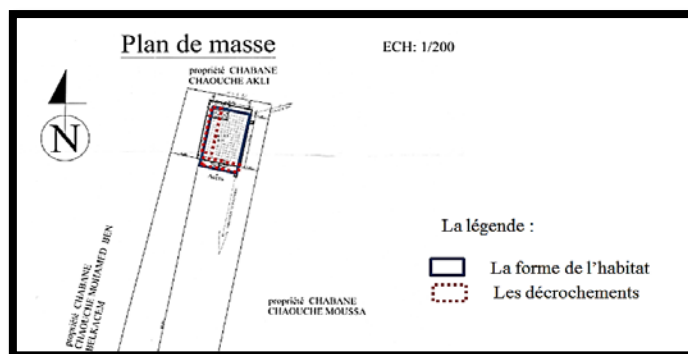 Plan de masse
ECH: 1/200
propriété CHABANE
CHAOUCHE AKLI
N
La légende :
La forme de l'habitat
Les décrochements
propriété CHABANE
CHAOUCHE MOHAMED BEN
BELKACEM
propriété CHABANE
CHAOUCHE MOUSSA